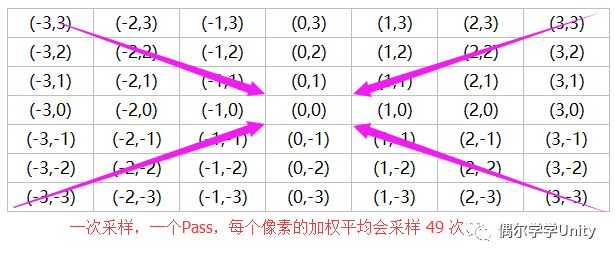 (-3,3) (-2,3) (-1,3) (0,3) (1,3) (2,3) (3,3)
(-3,2) (-2,2) (-1,2) (0,2) (1,2) (2,2) (3,2)
(-3,1) (-2,1) (-1,1) (0,1) (1,1) (2,1) (3,1)
(-3,0) (-2,0) (-1,0) (0,0) (1,0) (2,0) (3,0)
(-3,-1) (-2,-1) (-1,-1) (0,-1) (1,-1) (2,-1) (3,-1)
(-3,-2) (-2,-2) (-1,-2) (0,-2) (1,-2) (2,-2) (3,-2)
(-3,-3) (-2,-3) (-1,-3) (0,-3) (1,-3) (2,-3) (3,-3)
一次采样，一个Pass，每个像素的加权平均会采样 49 次
偶尔学学Unity